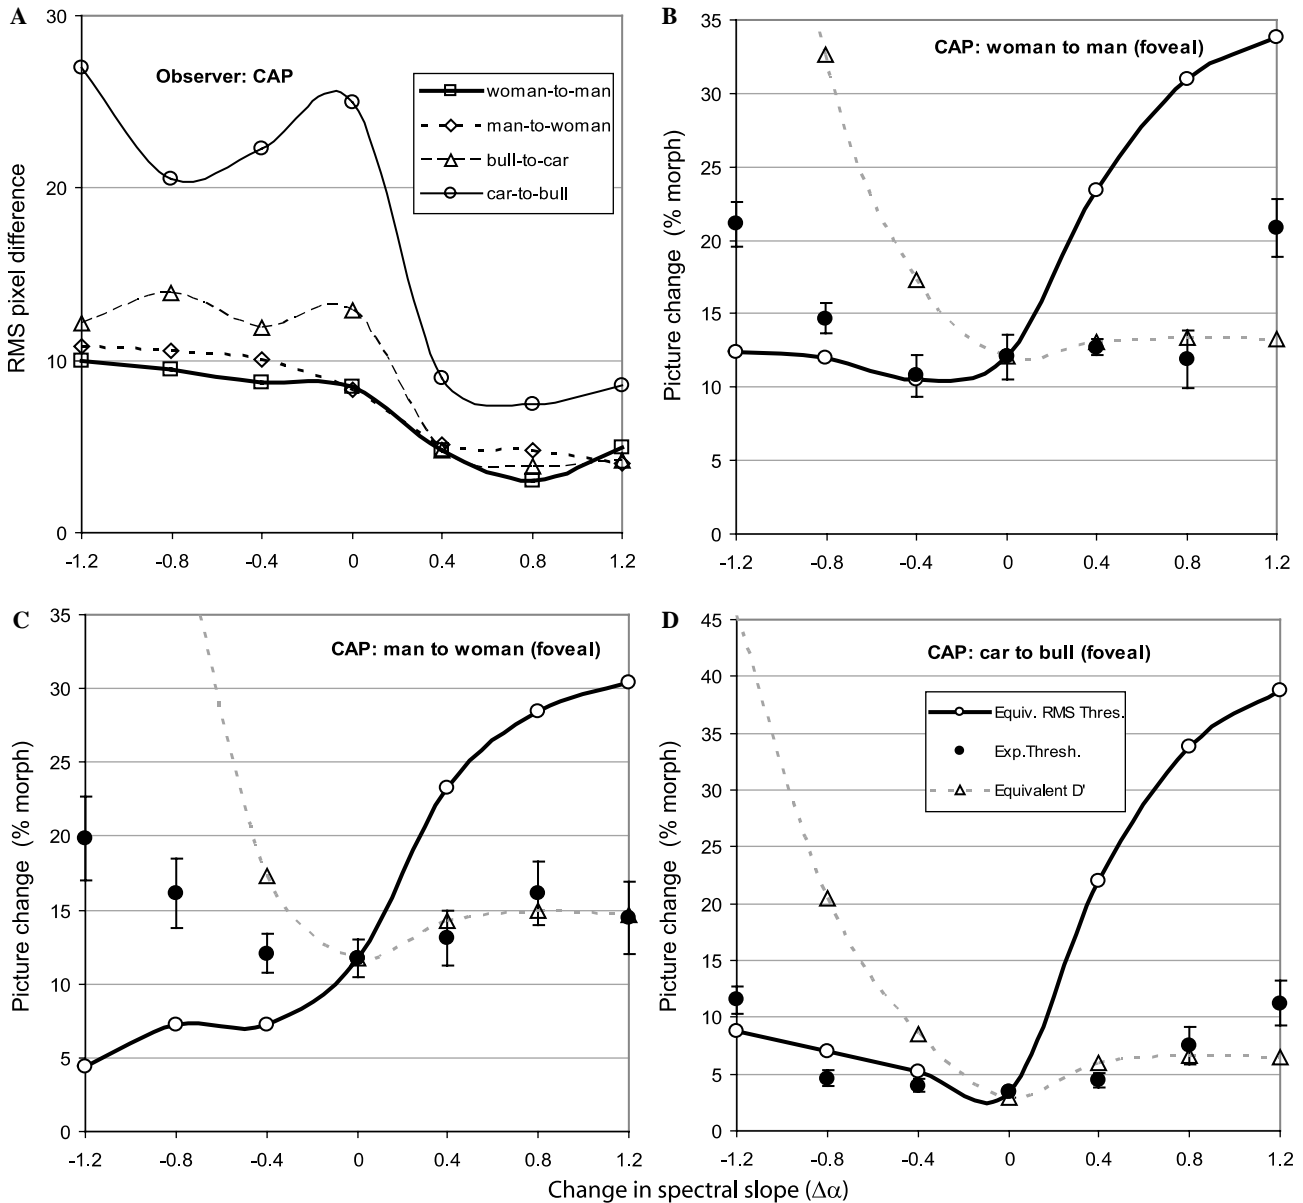 A
30
20
10
0
RMS pixel difference
Observer: CAP
woman-to-man
man-to-woman
bull-to-car
car-to-bull
-1.2 -0.8 -0.4 0 0.4 0.8 1.2
B
35
30
25
20
15
10
5
0
Picture change (% morph)
CAP: woman to man (foveal)
-1.2 -0.8 -0.4 0 0.4 0.8 1.2
C
35
30
25
20
15
10
5
0
Picture change (% morph)
CAP: man to woman (foveal)
-1.2 -0.8 -0.4 0 0.4 0.8 1.2
D
45
40
35
30
25
20
15
10
5
0
Picture change (% morph)
CAP: car to bull (foveal)
Equiv. RMS Thres.
Exp.Thresh.
Equivalent D'
-1.2 -0.8 -0.4 0 0.4 0.8 1.2
Change in spectral slope (Δα)